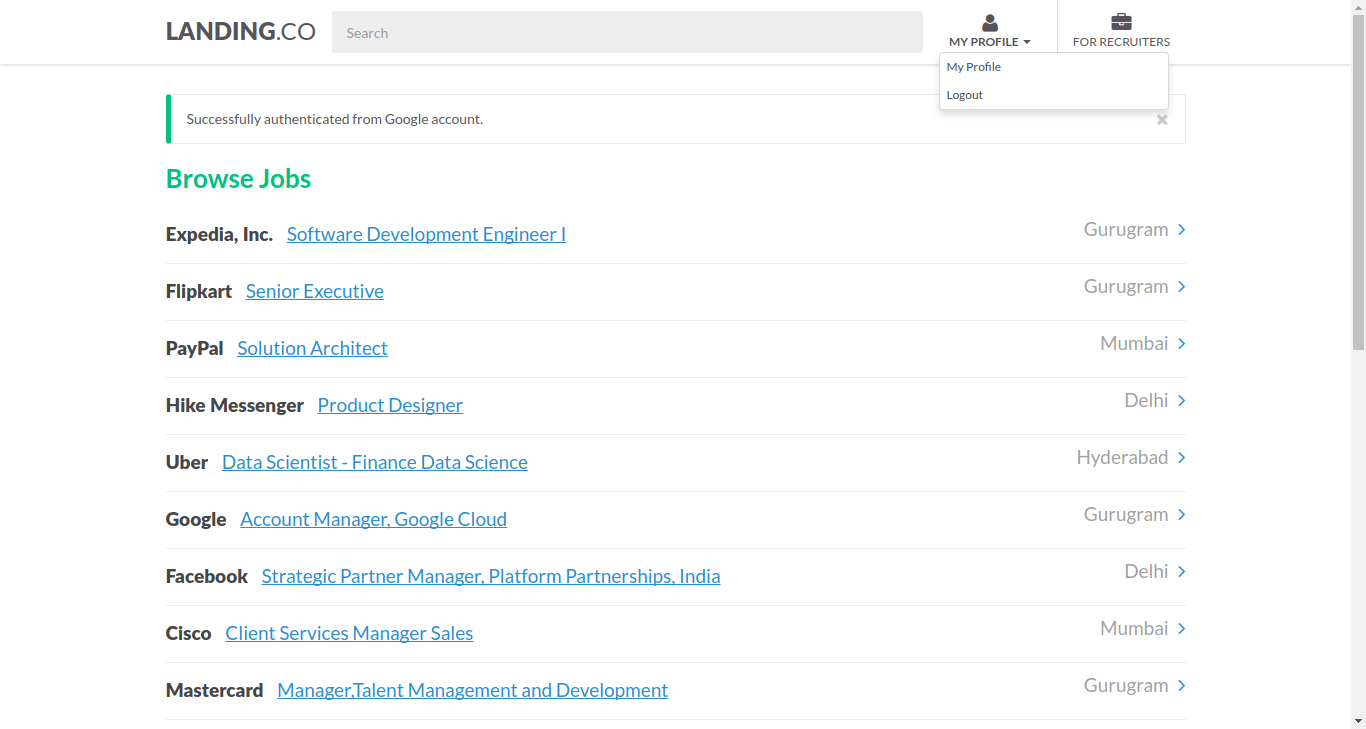 LANDING.CO
Search
MY PROFILE
FOR RECRUITERS
My Profile
Logout
Successfully authenticated from Google account.
Browse Jobs
Expedia, Inc. Software Development Engineer I Gurugram
Flipkart Senior Executive Gurugram
PayPal Solution Architect Mumbai
Hike Messenger Product Designer Delhi
Uber Data Scientist - Finance Data Science Hyderabad
Google Account Manager, Google Cloud Gurugram
Facebook Strategic Partner Manager, Platform Partnerships, India Delhi
Cisco Client Services Manager Sales Mumbai
Mastercard Manager,Talent Management and Development Gurugram